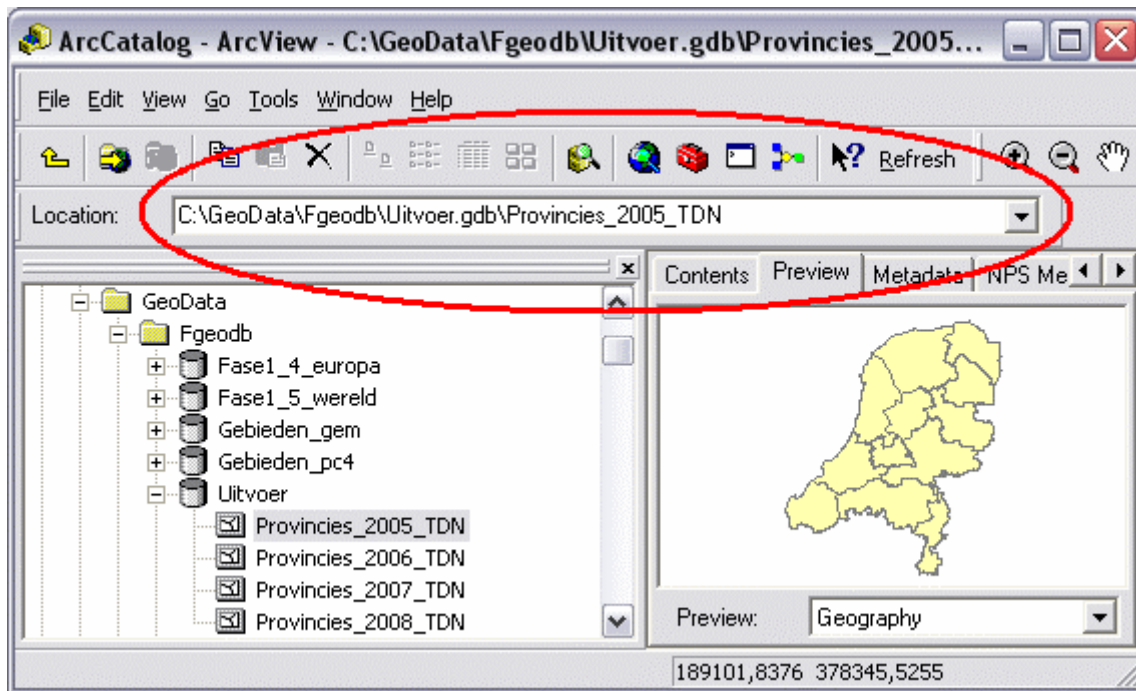 ArcCatalog - ArcView - C:\GeoData\Fgeodb\Uitvoer.gdb\Provincies_2005...
File Edit View Go Tools Window Help
Refresh
Location: C:\GeoData\Fgeodb\Uitvoer.gdb\Provincies_2005_TDN
Contents Preview Metadata NPS Me
GeoData
Fgeodb
Fase1_4_europa
Fase1_5_wereld
Gebieden_gem
Gebieden_pc4
Uitvoer
Provincies_2005_TDN
Provincies_2006_TDN
Provincies_2007_TDN
Provincies_2008_TDN
Preview: Geography
189101,8376 378345,5255